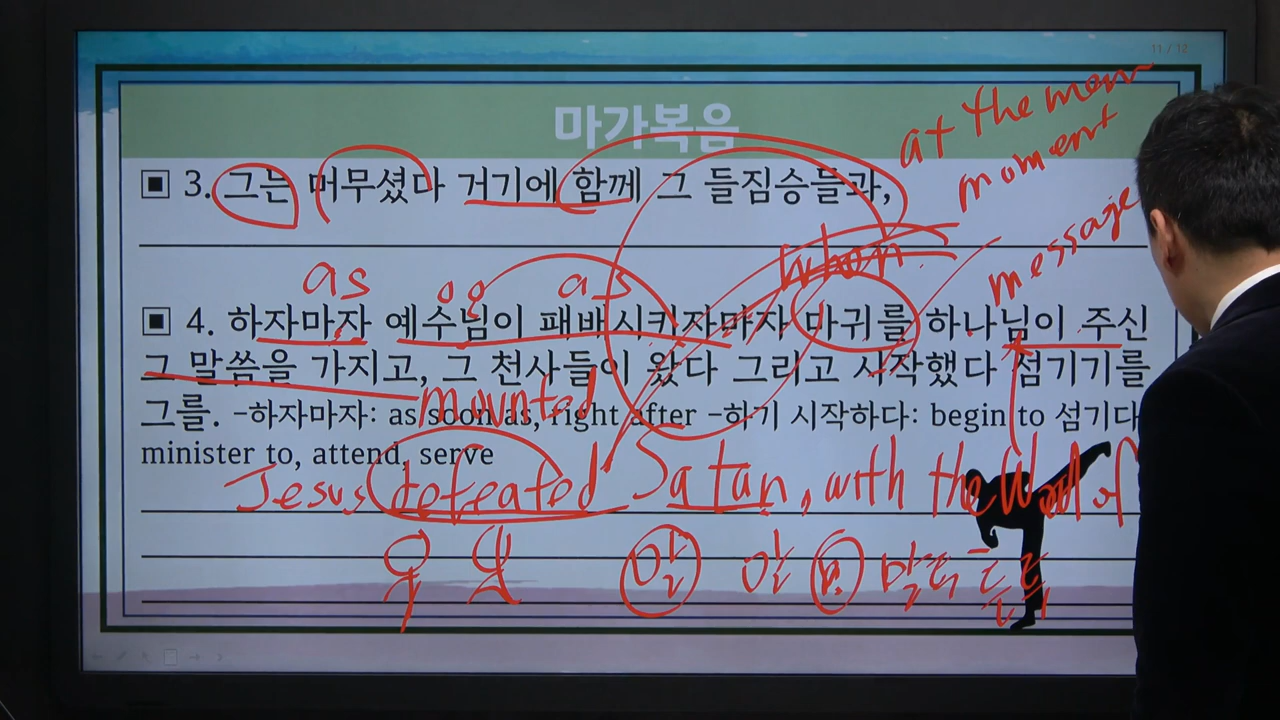 11 / 12
마가복음
at the mom
moment
message
▣ 3. 그는 머무셨다 거기에 함께 그 들짐승들과,
when
as as
▣ 4. 하자마자 예수님이 패배시키자마자 마귀를 하나님이 주신
그 말씀을 가지고, 그 천사들이 왔다 그리고 시작했다 섬기기를
그를. -하자마자: as soon as, right after -하기 시작하다: begin to 섬기다
mounted
minister to, attend, serve
Jesus defeated Satan, with the Word of